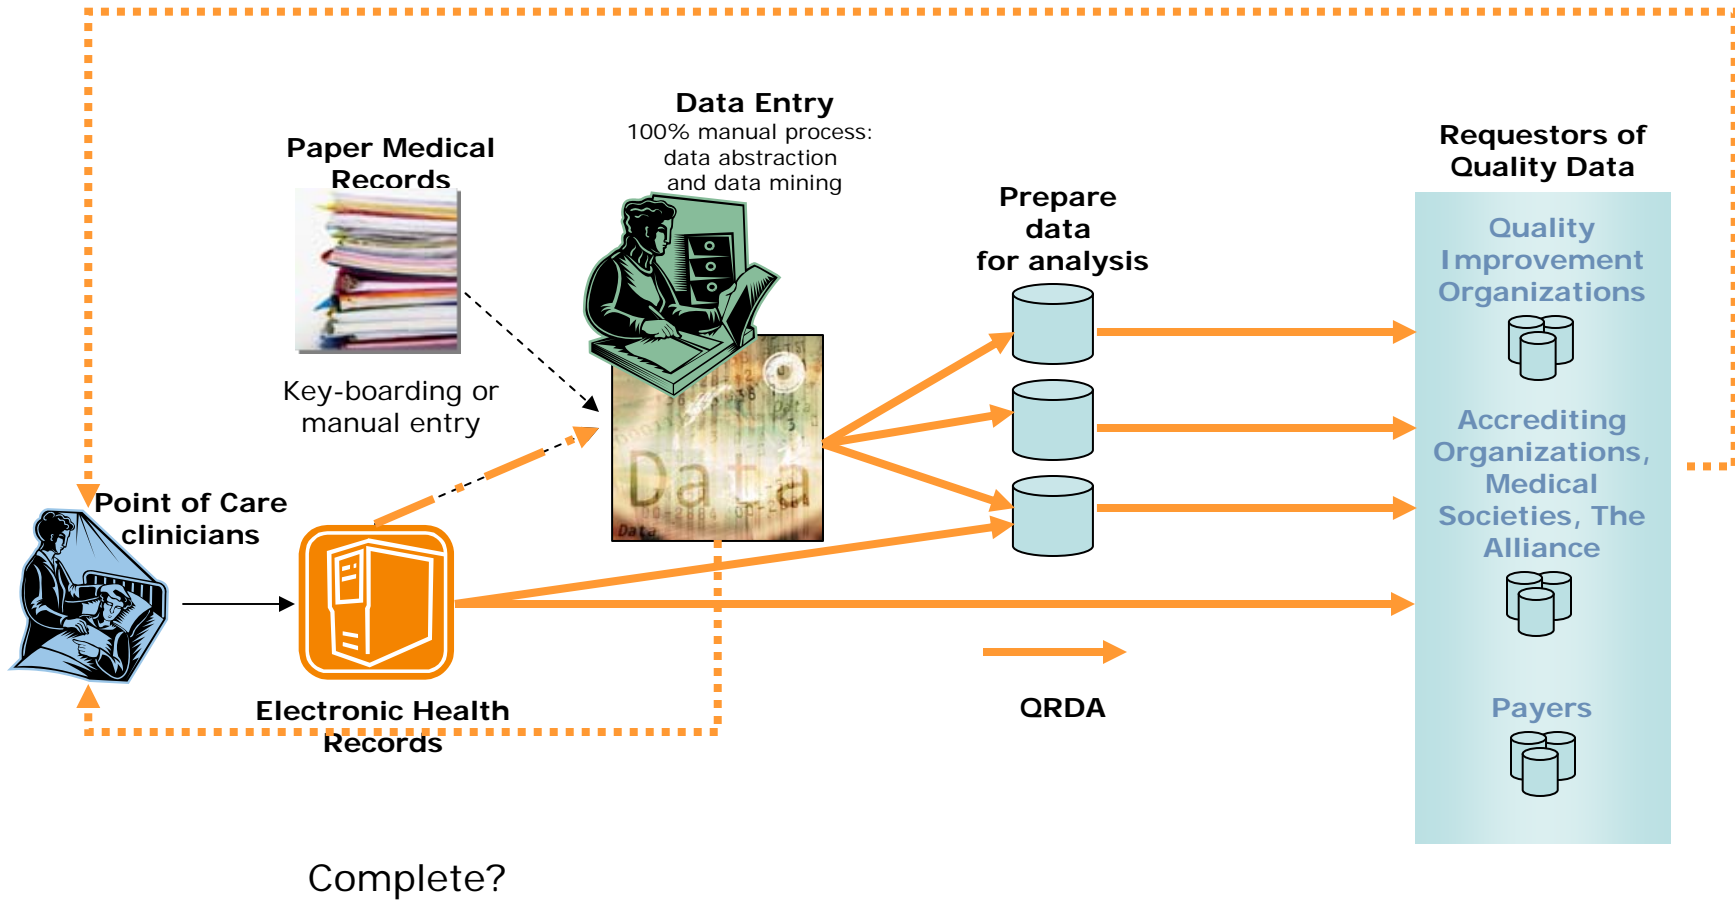 Data Entry
100% manual process:
data abstraction
and data mining
Paper Medical
Records
Key-boarding or
manual entry
Prepare
data
for analysis
Requestors of
Quality Data
Quality
Improvement
Organizations
Accrediting
Organizations,
Medical
Societies, The
Alliance
Payers
Point of Care
clinicians
Data
Data
Electronic Health
Records
QRDA
Complete?